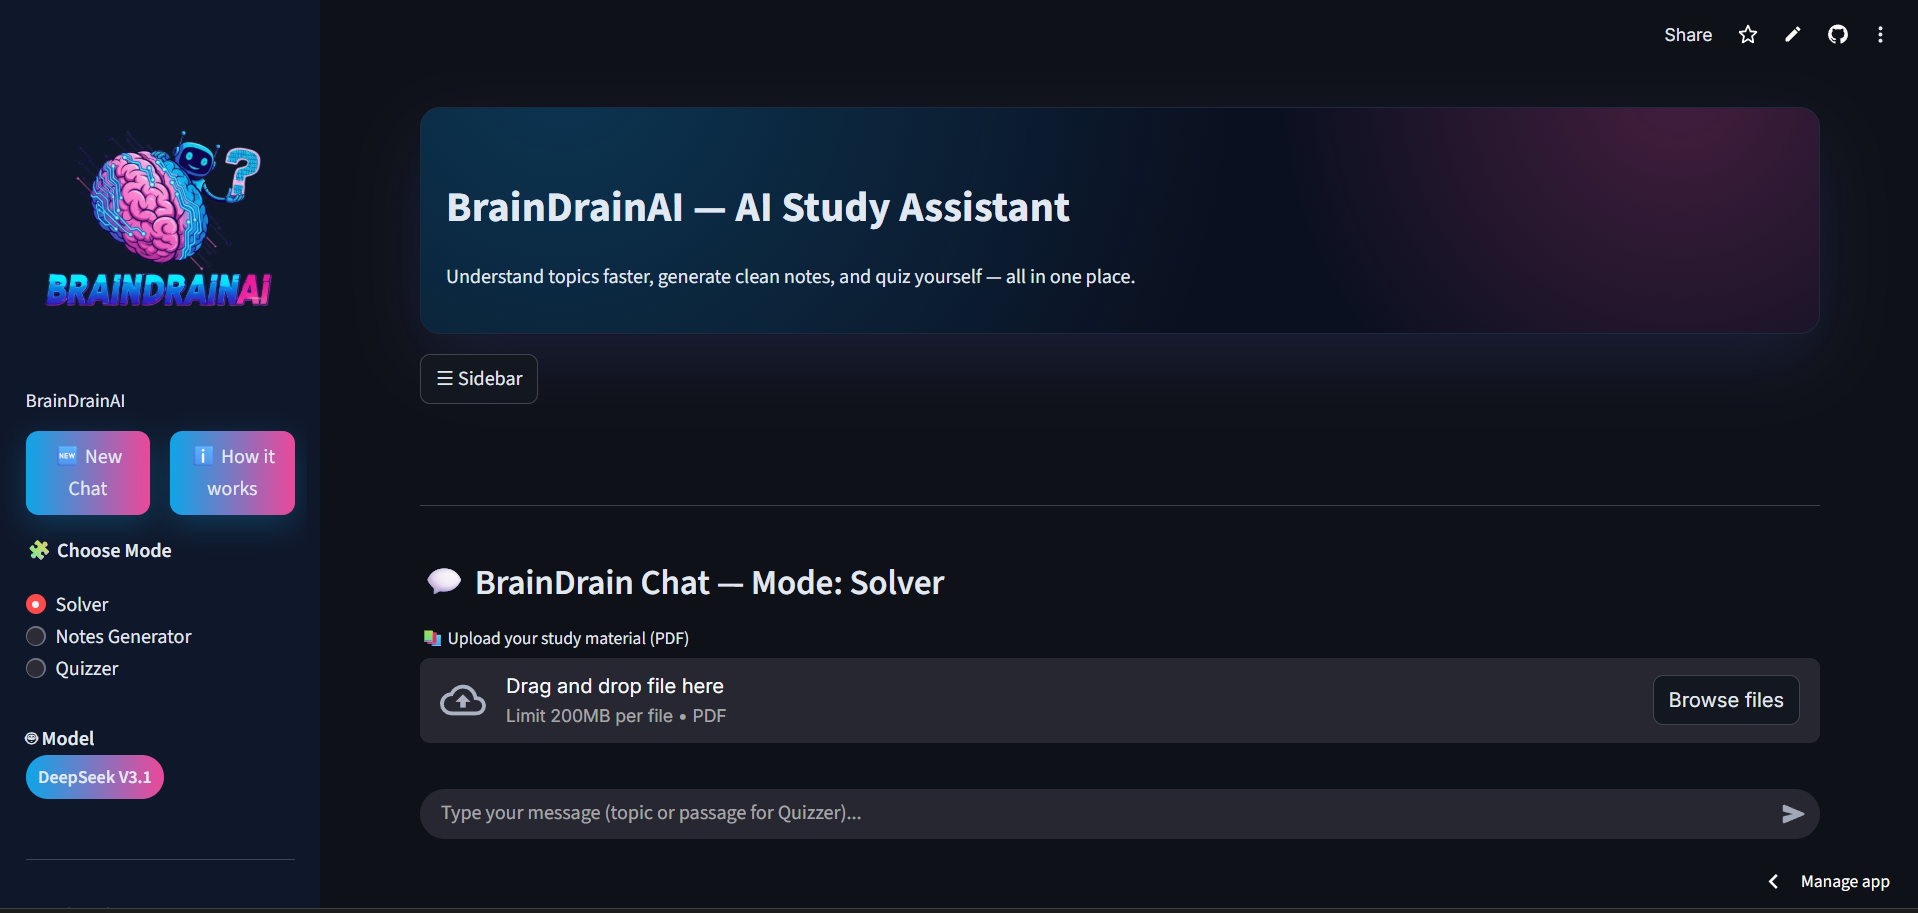 Share
BRAINDRAINAI
BrainDrainAI
NEW New
Chat
i How it
works
Choose Mode
Solver
Notes Generator
Quizzer
Model
DeepSeek V3.1
BrainDrainAI — AI Study Assistant
Understand topics faster, generate clean notes, and quiz yourself — all in one place.
☰ Sidebar
BrainDrain Chat — Mode: Solver
Upload your study material (PDF)
Drag and drop file here
Limit 200MB per file • PDF
Browse files
Type your message (topic or passage for Quizzer)...
Manage app